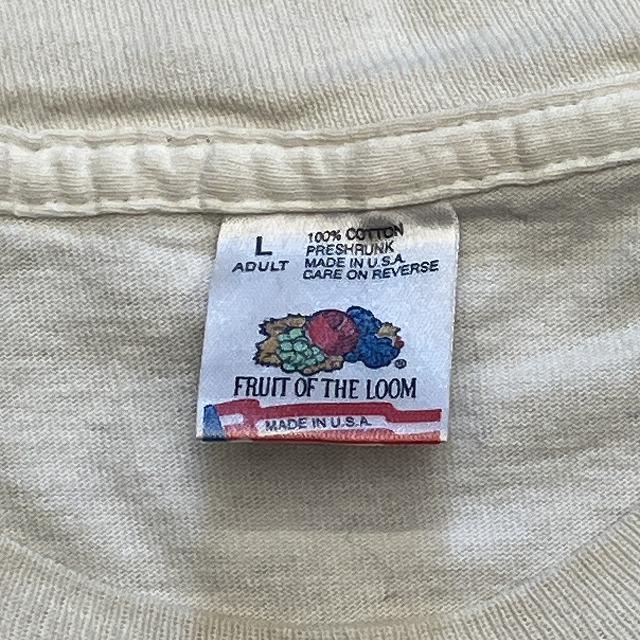 L
ADULT
100% COTTON
PRESHRUNK
MADE IN U.S.A.
CARE ON REVERSE
®
FRUIT OF THE LOOM
MADE IN U.S.A.